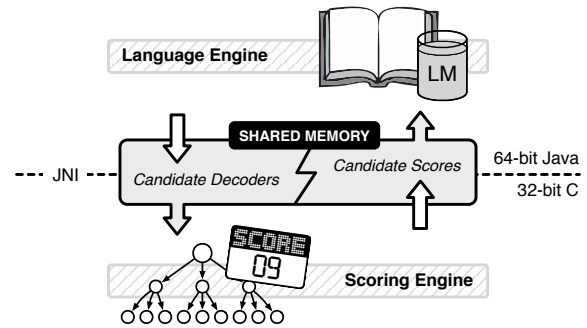 Language Engine
LM
SHARED MEMORY
Candidate Decoders
Candidate Scores
64-bit Java
JNI
32-bit C
SCORE
09
Scoring Engine